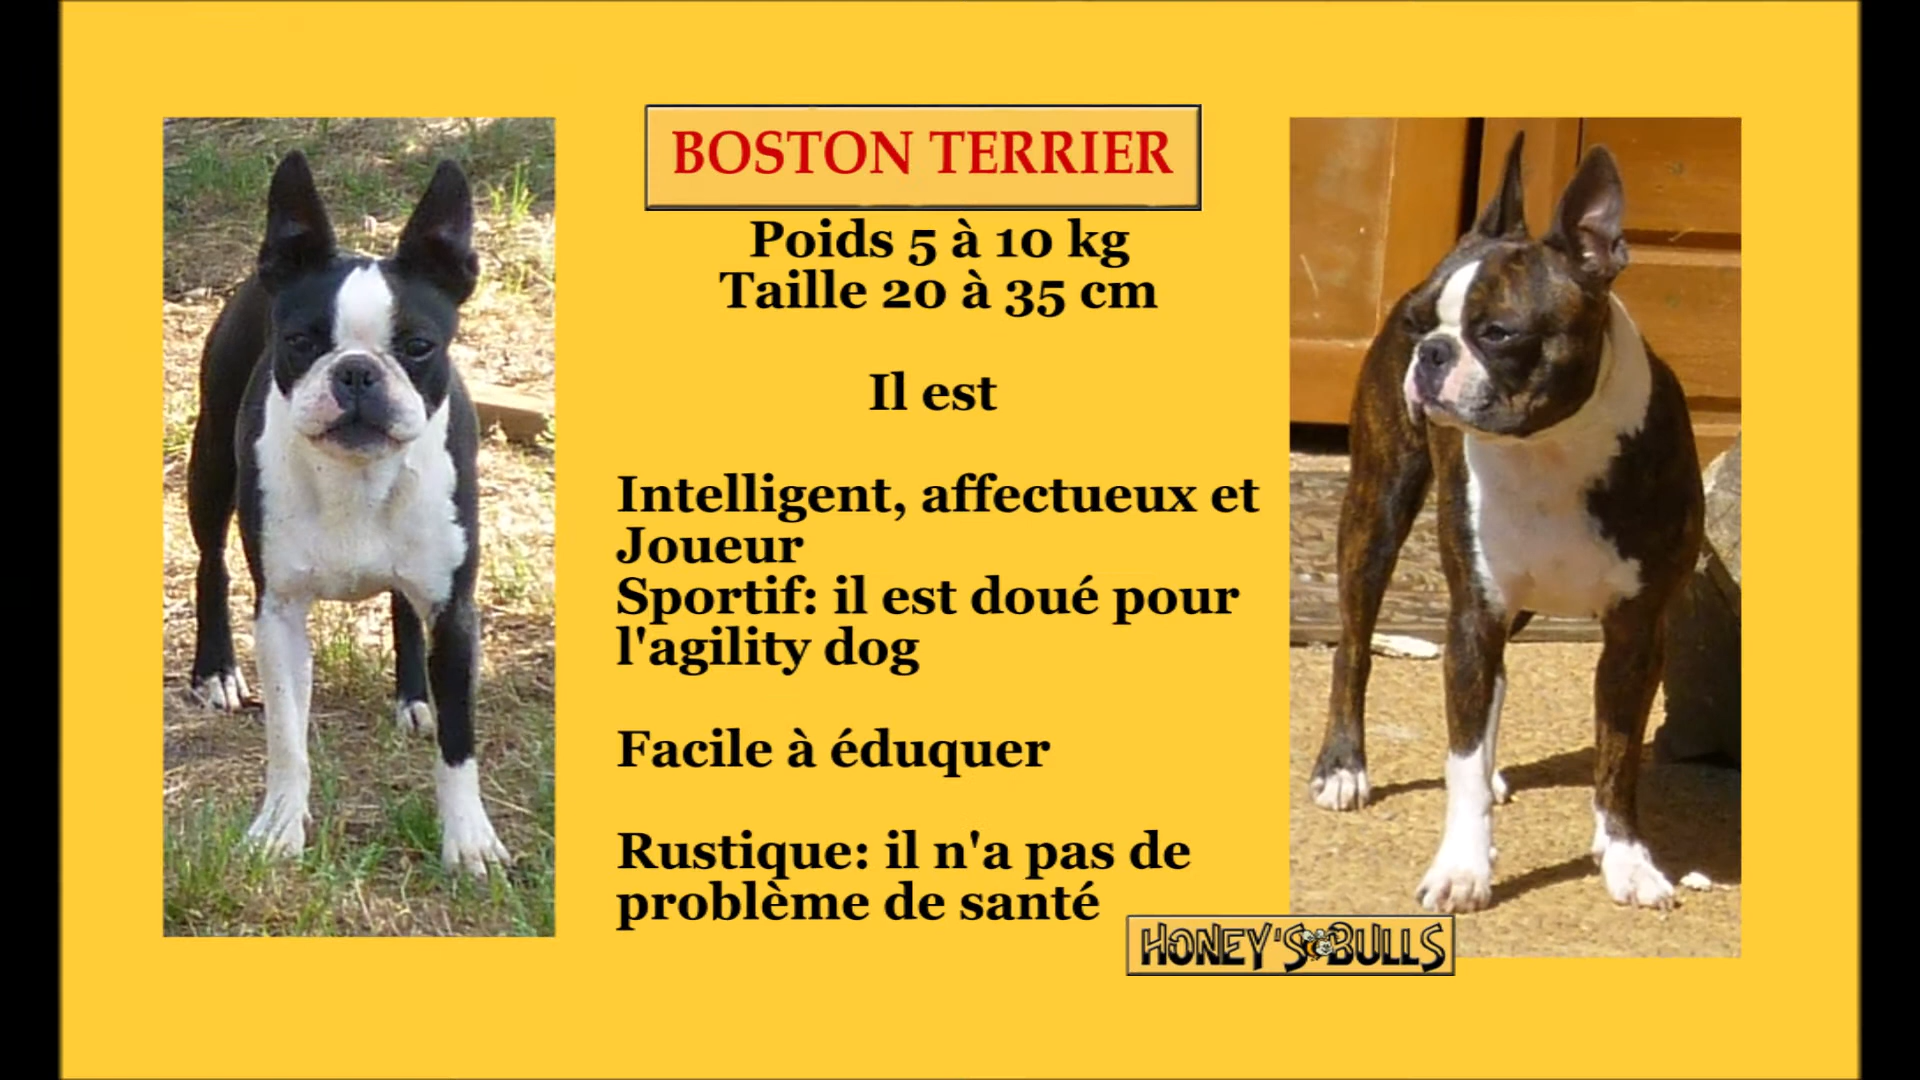 BOSTON TERRIER
Poids 5 à 10 kg
Taille 20 à 35 cm
Il est
Intelligent, affectueux et
Joueur
Sportif: il est doué pour
l'agility dog
Facile à éduquer
Rustique: il n'a pas de
problème de santé
HONEY'S BULLS